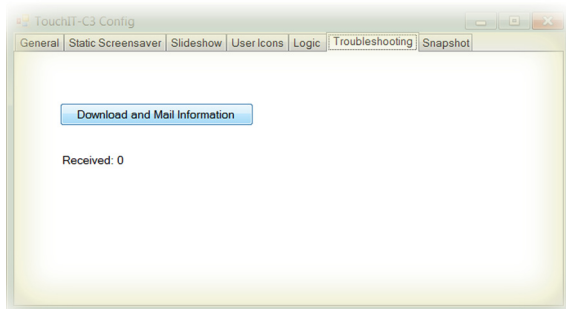 TouchIT-C3 Config
General Static Screensaver Slideshow User Icons Logic Troubleshooting Snapshot
Download and Mail Information
Received: 0